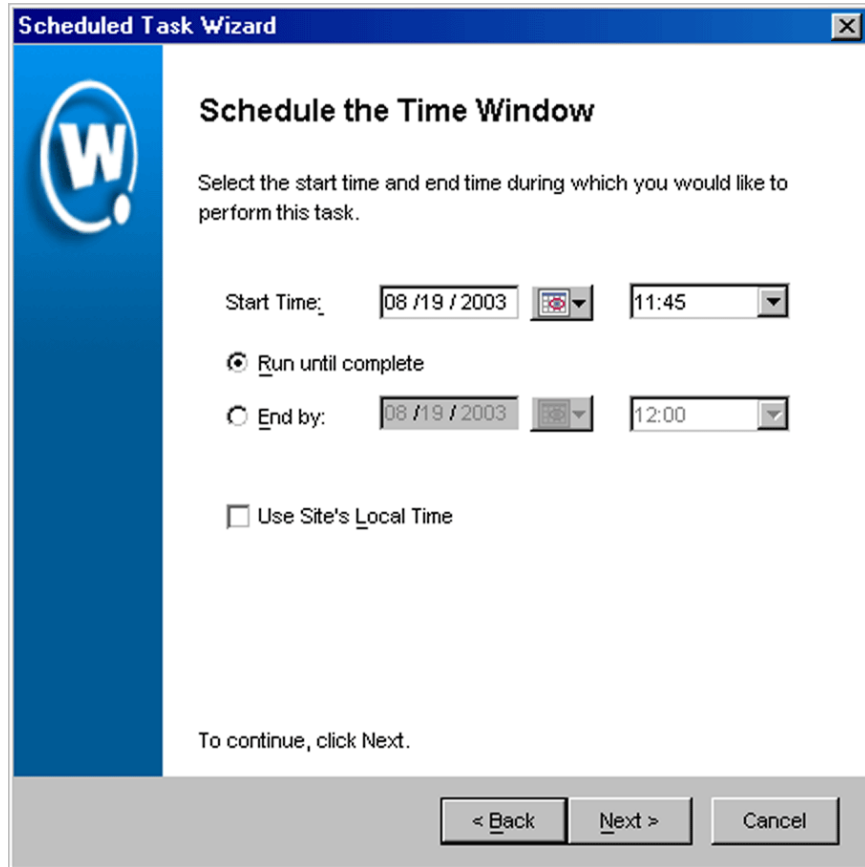 Scheduled Task Wizard
W
Schedule the Time Window
Select the start time and end time during which you would like to
perform this task.
Start Time: 08 /19 / 2003 11:45
Run until complete
End by: 08 /19 / 2003 12:00
Use Site's Local Time
To continue, click Next.
< Back Next > Cancel